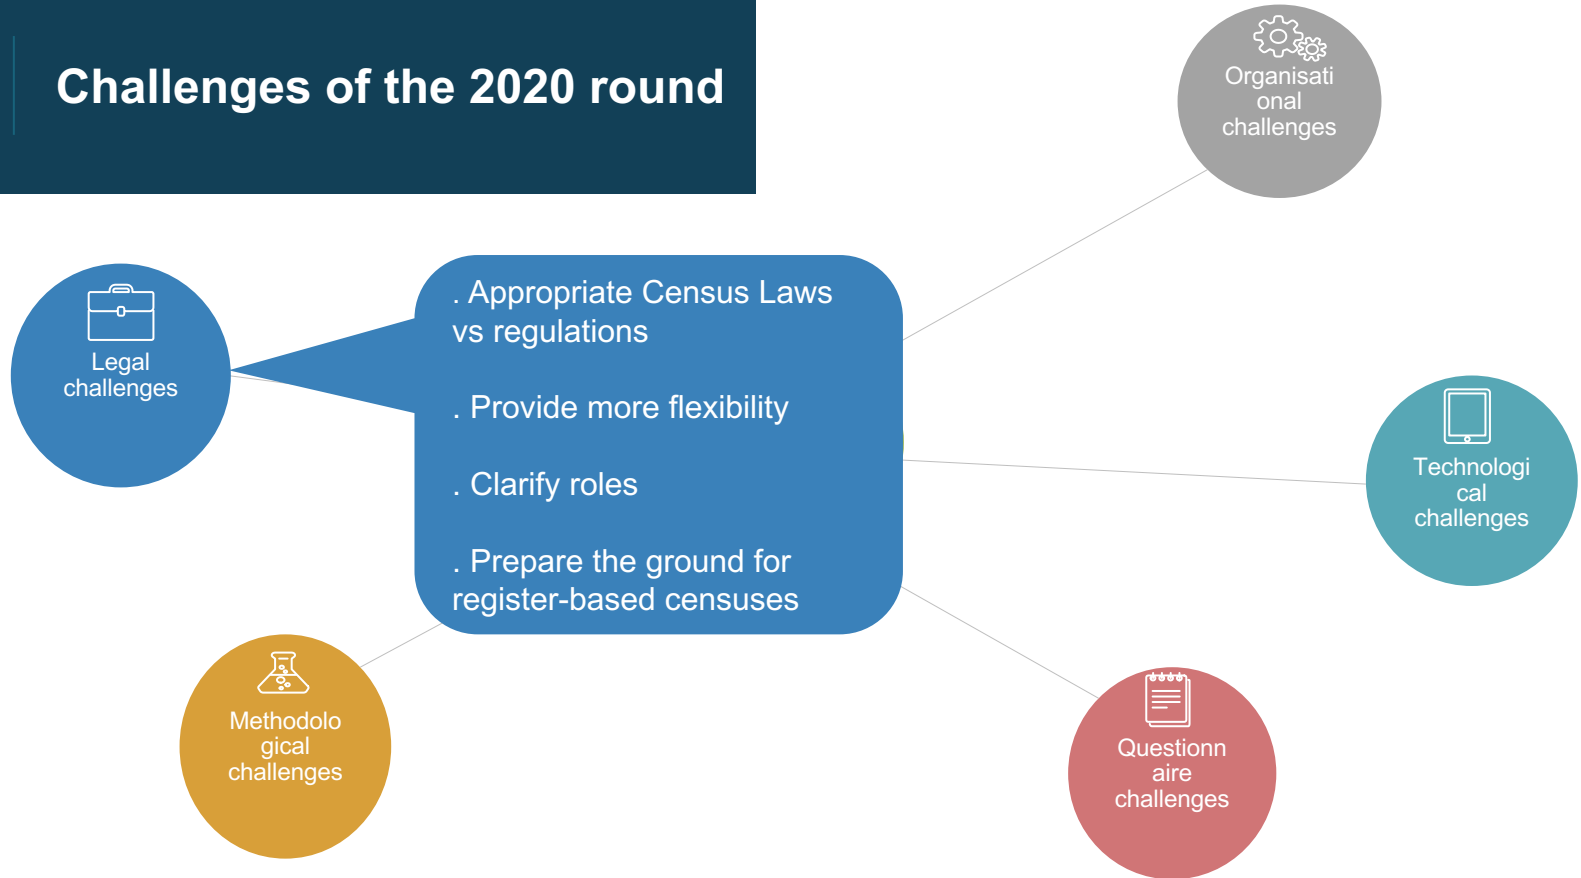 Challenges of the 2020 round
Organisati
onal
challenges
Legal
challenges
. Appropriate Census Laws
vs regulations
. Provide more flexibility
. Clarify roles
. Prepare the ground for
register-based censuses
Technologi
cal
challenges
Methodolo
gical
challenges
Questionn
aire
challenges